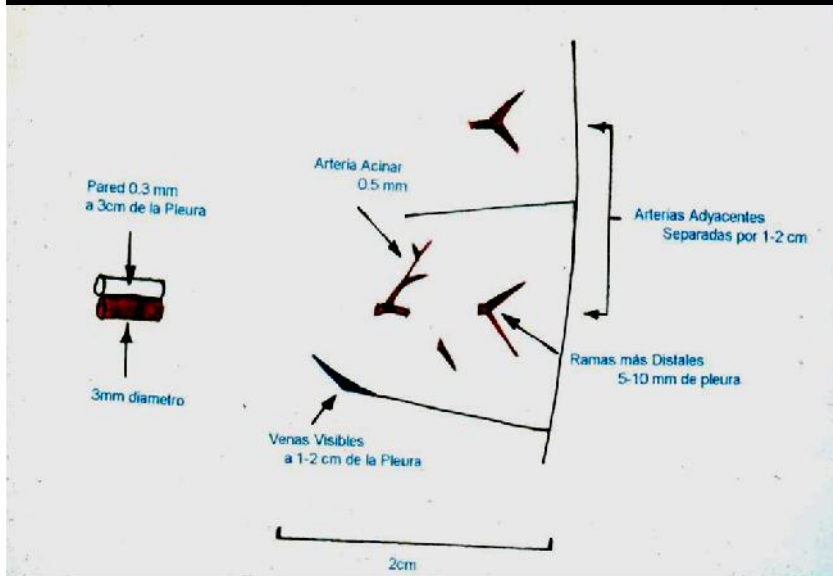 Arteria Acinar
0.5 mm
Pared 0.3 mm
a 3cm de la Pleura
Arterias Adyacentes
Separadas por 1-2 cm
Ramas más Distales
5-10 mm de pleura
3mm diametro
Venas Visibles
a 1-2 cm de la Pleura
2cm